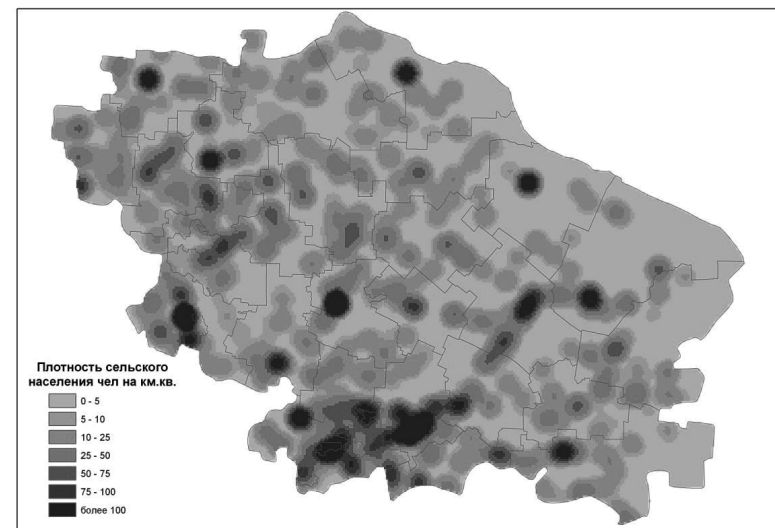 Плотность сельского
населения чел на км.кв.
0 - 5
5 - 10
10 - 25
25 - 50
50 - 75
75 - 100
более 100